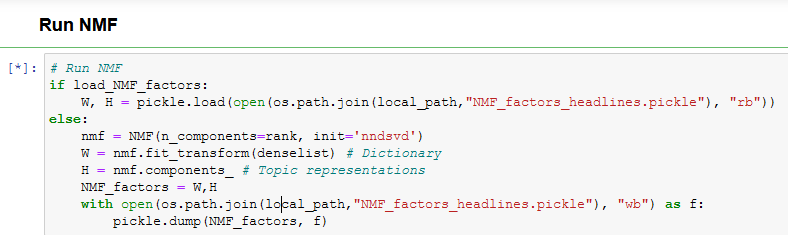 Run NMF
[*]: # Run NMF
if load_NMF_factors:
    W, H = pickle.load(open(os.path.join(local_path,"NMF_factors_headlines.pickle"), "rb"))
else:
    nmf = NMF(n_components=rank, init='nndsvd')
    W = nmf.fit_transform(denselist) # Dictionary
    H = nmf.components_ # Topic representations
    NMF_factors = W,H
    with open(os.path.join(local_path,"NMF_factors_headlines.pickle"), "wb") as f:
        pickle.dump(NMF_factors, f)